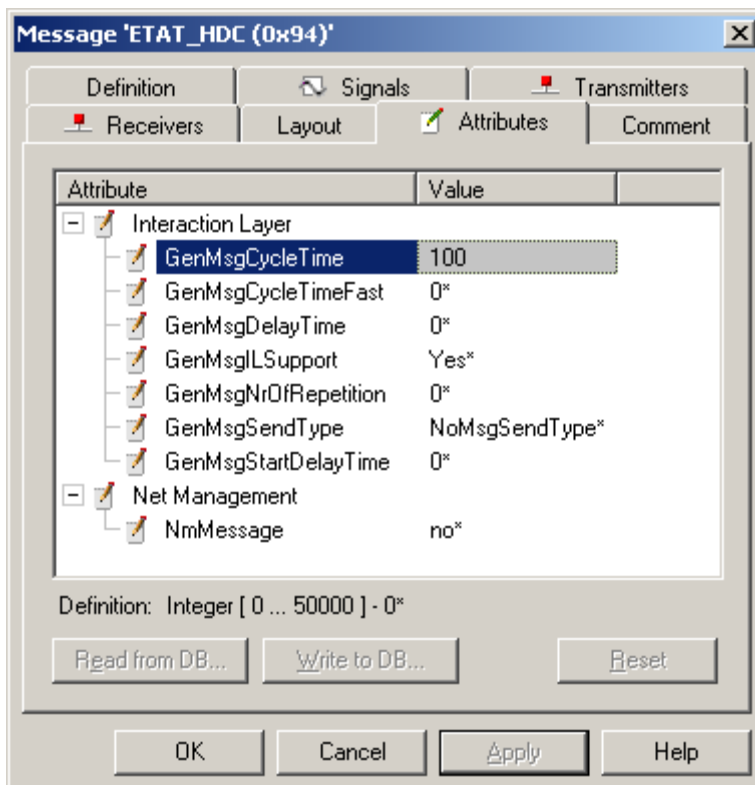 Message 'ETAT_HDC (0x94)'
Definition Signals Transmitters
Receivers Layout Attributes Comment
Attribute Value
Interaction Layer
GenMsgCycleTime 100
GenMsgCycleTimeFast 0*
GenMsgDelayTime 0*
GenMsgILSupport Yes*
GenMsgNrOfRepetition 0*
GenMsgSendType NoMsgSendType*
GenMsgStartDelayTime 0*
Net Management
NmMessage no*
Definition: Integer [ 0 ... 50000 ] - 0*
Read from DB... Write to DB... Reset
OK Cancel Apply Help